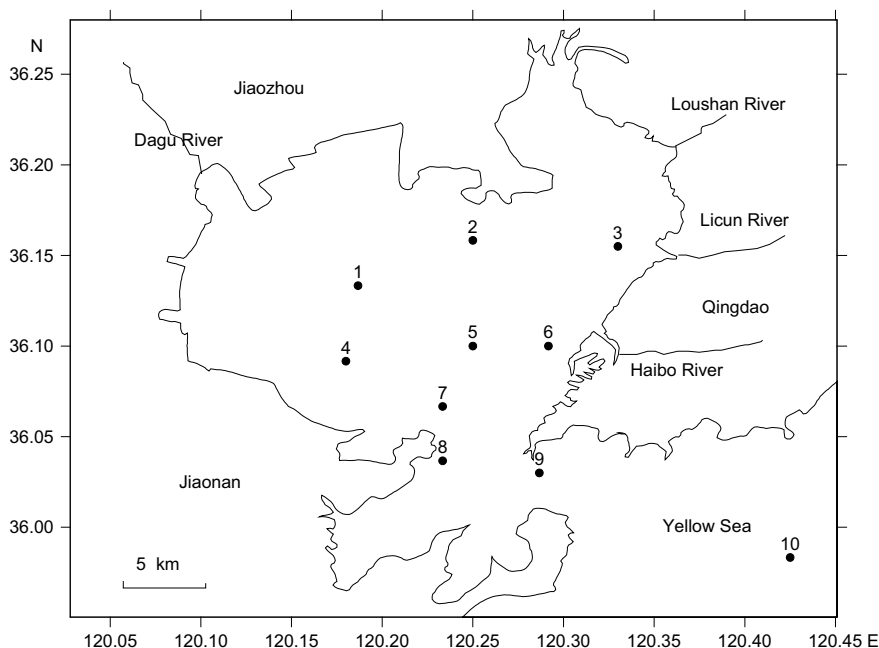 N
36.25
Jiaozhou
Loushan River
Dagu River
36.20
Licun River
2
3
36.15
1
Qingdao
5
6
36.10
4
Haibo River
7
36.05
8
9
Jiaonan
Yellow Sea
36.00
10
5 km
120.05
120.10
120.15
120.20
120.25
120.30
120.35
120.40
120.45 E